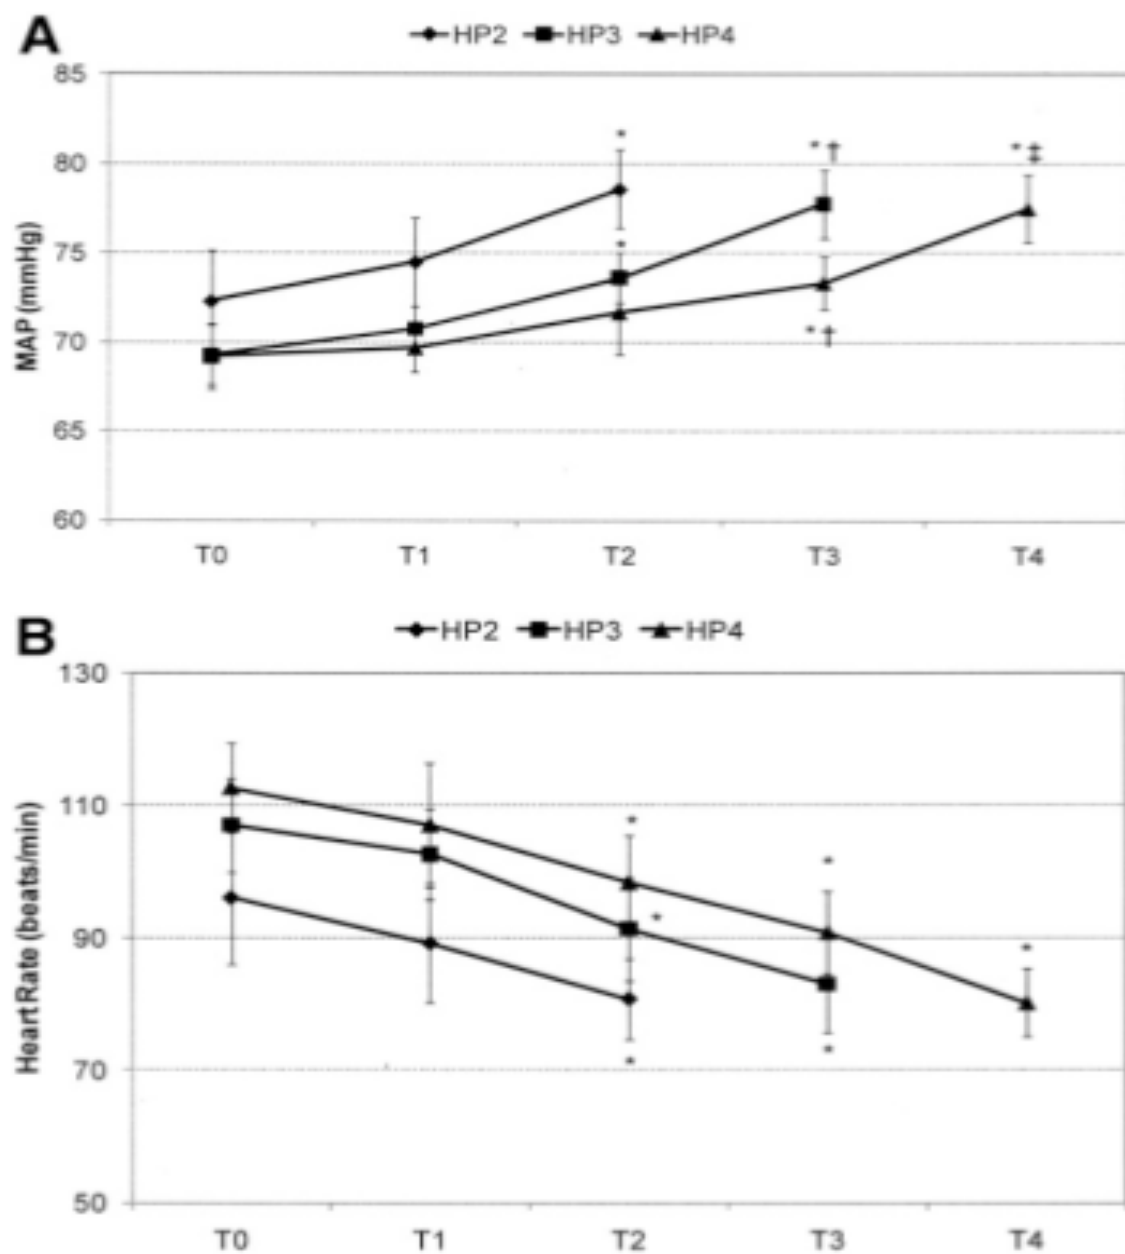 A
HP2 HP3 HP4
85
*
* †
* ‡
80
MAP (mmHg)
*
75
* †
70
65
60
T0 T1 T2 T3 T4
B
HP2 HP3 HP4
130
Heart Rate (beats/min)
110
*
*
*
90
*
*
*
70
50
T0 T1 T2 T3 T4